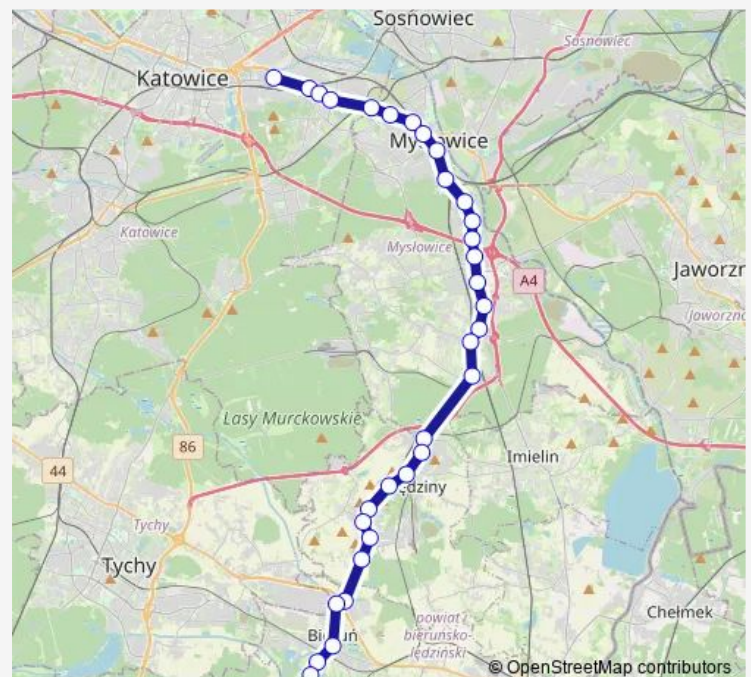 Sosnowiec
Sosnowiec
Katowice
Katowice
Mysłowice
Jaworzn
Jaworzno
A4
Lasy Murckowskie
86
44
Imielin
Tychy
Tychy
Chełmek
powiat
bieruńsko-
lędziński
© OpenStreetMap contributors